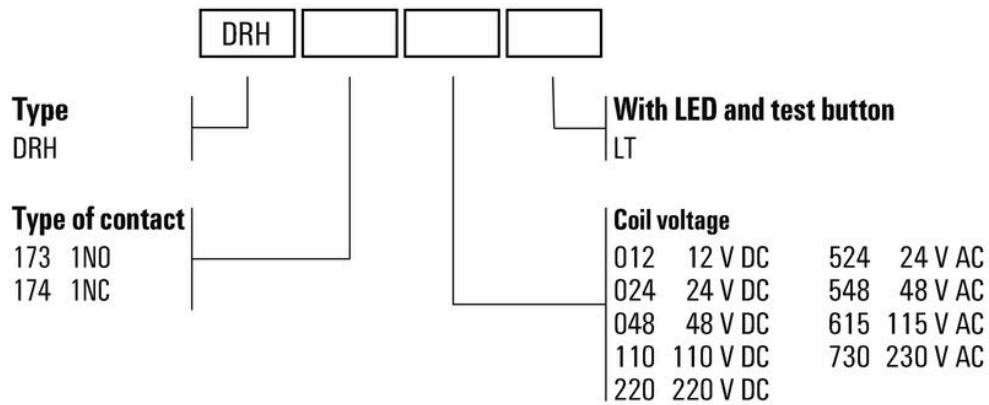 DRH
Type
DRH
With LED and test button
LT
Type of contact
173 1NO
174 1NC
Coil voltage
012 12 V DC 524 24 V AC
024 24 V DC 548 48 V AC
048 48 V DC 615 115 V AC
110 110 V DC 730 230 V AC
220 220 V DC